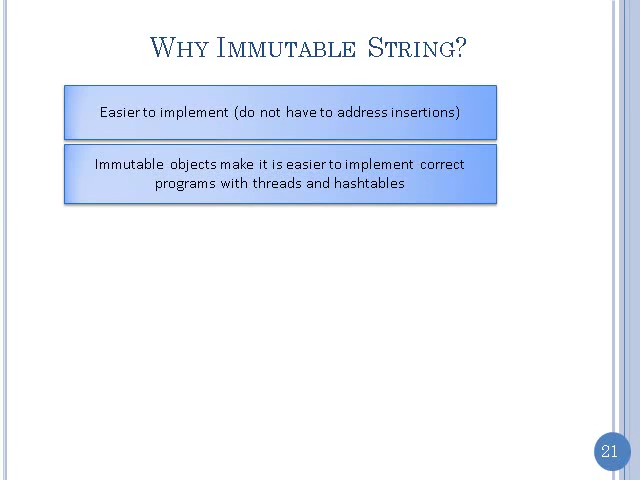 WHY IMMUTABLE STRING?
Easier to implement (do not have to address insertions)
Immutable objects make it is easier to implement correct
programs with threads and hashtables
21